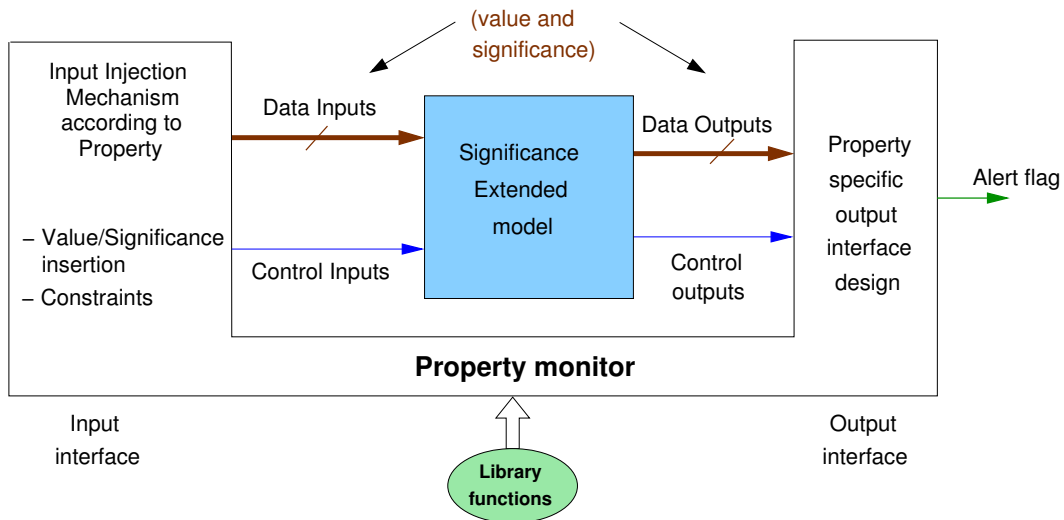 (value and
significance)
Input Injection
Mechanism
according to
Property
– Value/Significance
insertion
– Constraints
Data Inputs
Control Inputs
Significance
Extended
model
Data Outputs
Control
outputs
Property
specific
output
interface
design
Alert flag
Property monitor
Input
interface
Library
functions
Output
interface